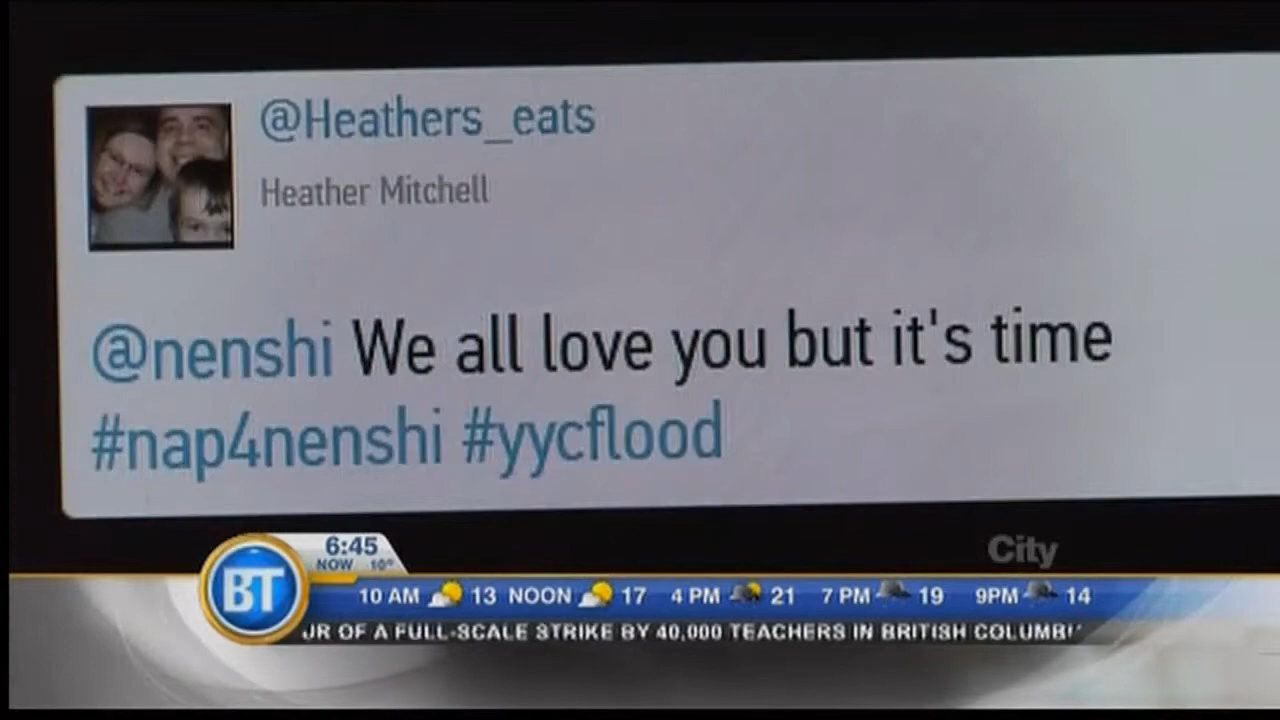 @Heathers_eats
Heather Mitchell
@nenshi We all love you but it's time
#nap4nenshi #yycflood
City
6:45
NOW 10°
BT
10 AM 13 NOON 17 4 PM 21 7 PM 19 9PM 14
UR OF A FULL-SCALE STRIKE BY 40,000 TEACHERS IN BRITISH COLUMBI